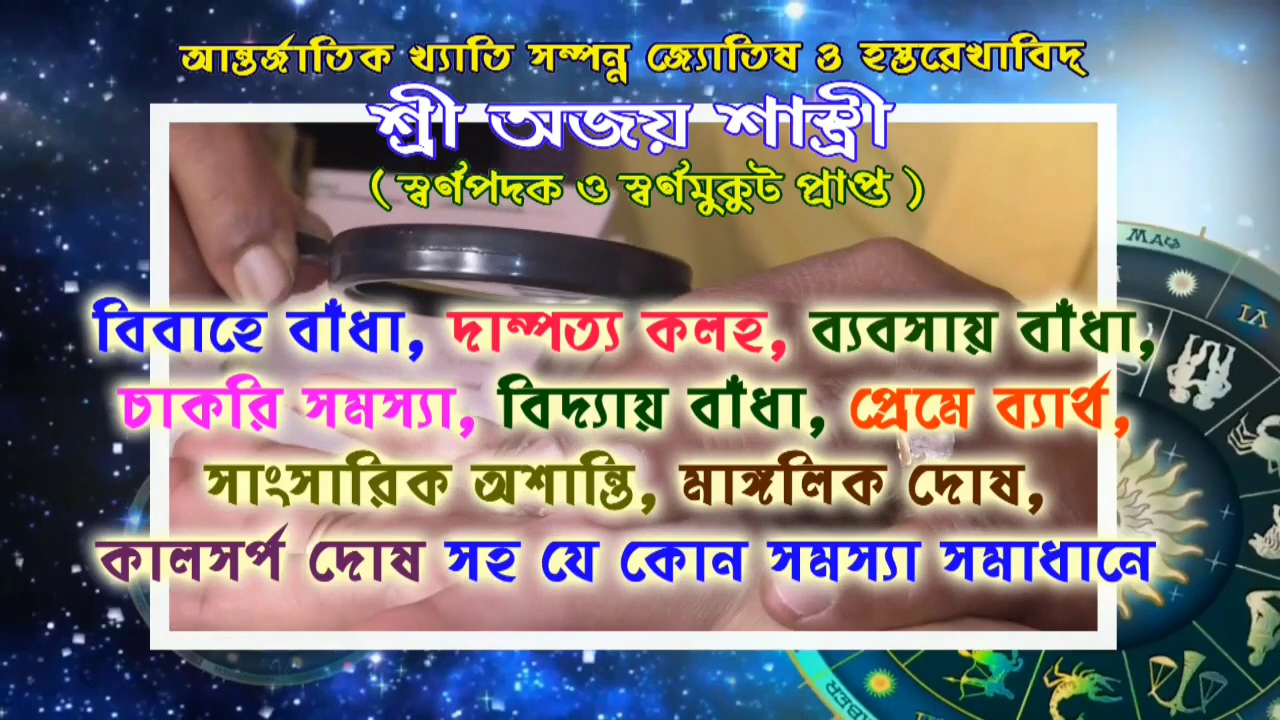 আন্তর্জাতিক খ্যাতি সম্পন্ন জ্যোতিষ ও হস্তরেখাবিদ্
শ্রী অজয় শাস্ত্রী
( স্বর্ণপদক ও স্বর্ণমুকুট প্রাপ্ত )
বিবাহে বাঁধা, দাম্পত্য কলহ, ব্যবসায় বাঁধা,
চাকরি সমস্যা, বিদ্যায় বাঁধা, প্রেমে ব্যার্থ,
সাংসারিক অশান্তি, মাঙ্গলিক দোষ,
কালসর্প দোষ সহ যে কোন সমস্যা সমাধানে